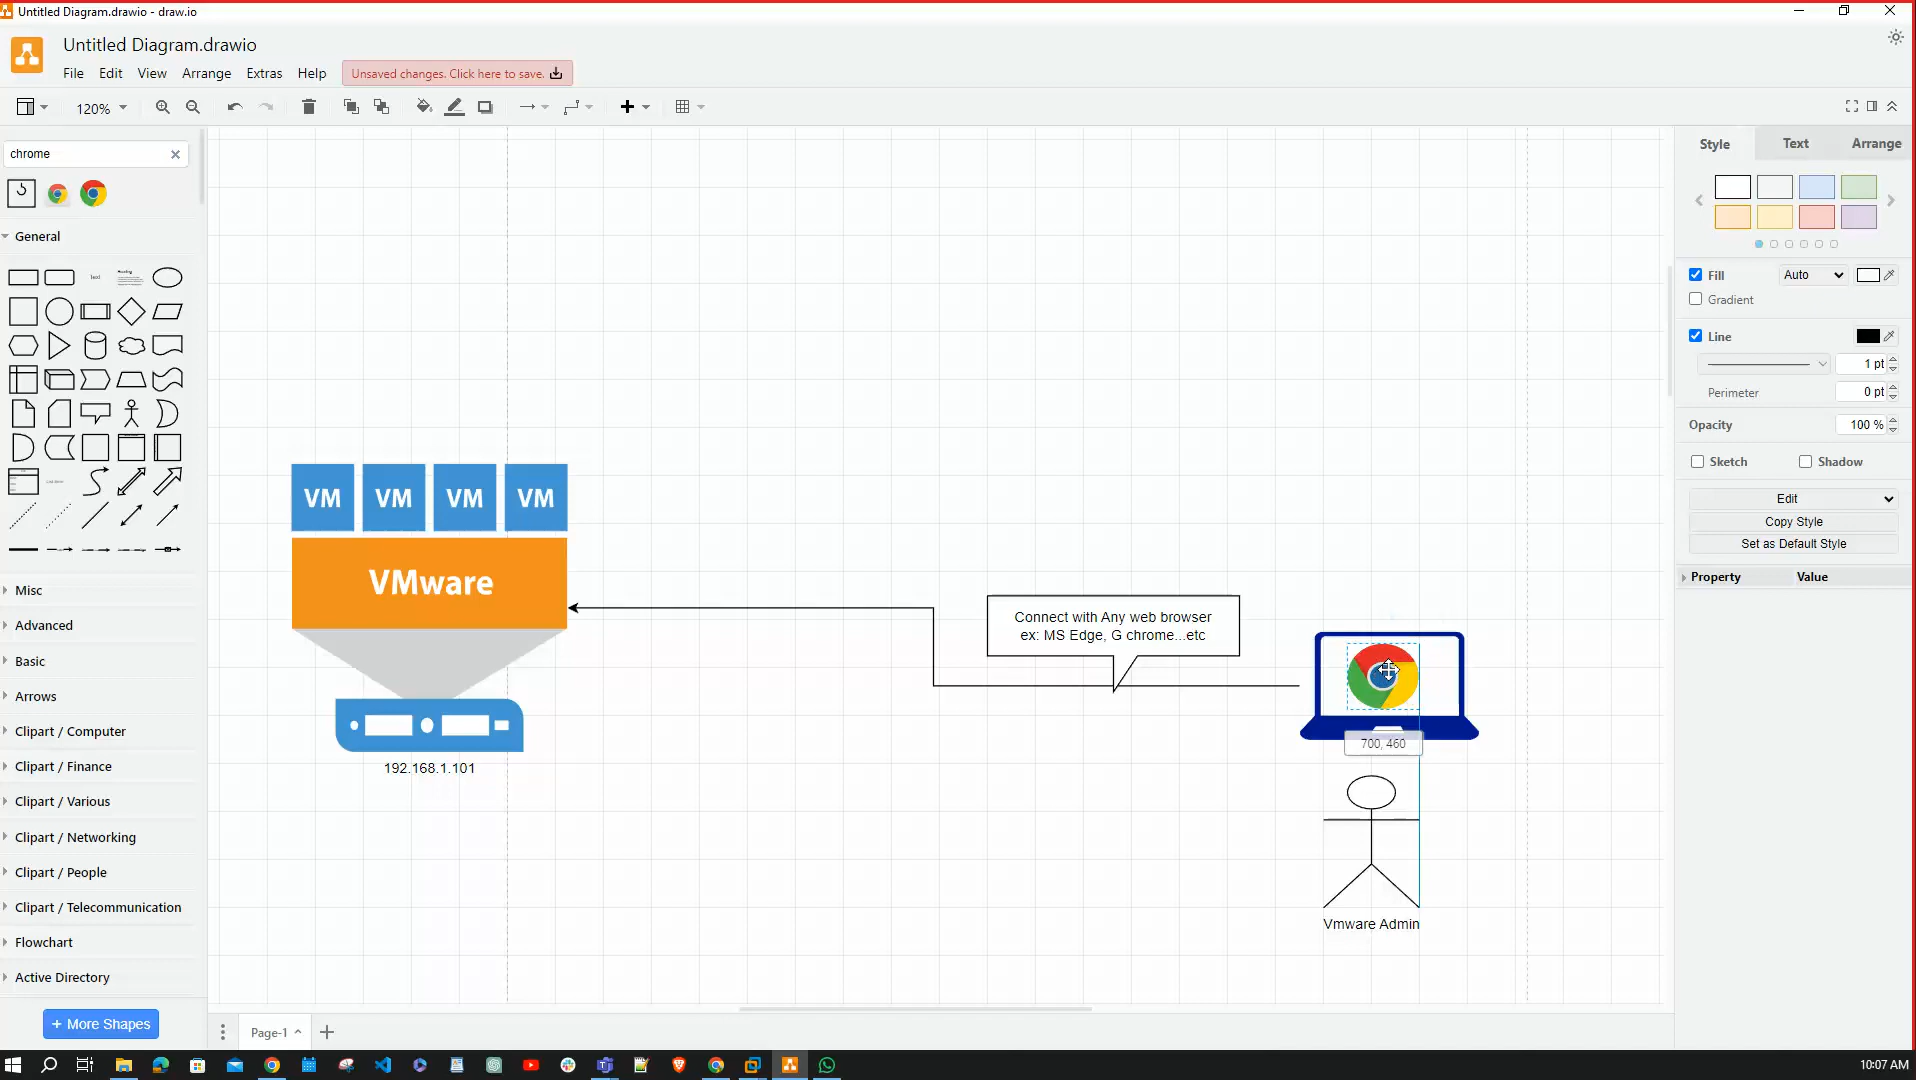 Untitled Diagram.drawio - draw.io
Untitled Diagram.drawio
File Edit View Arrange Extras Help
Unsaved changes. Click here to save.
120%
chrome
General
Text
Heading
Misc
Advanced
Basic
Arrows
Clipart / Computer
Clipart / Finance
Clipart / Various
Clipart / Networking
Clipart / People
Clipart / Telecommunication
Flowchart
Active Directory
+ More Shapes
VM VM VM VM
VMware
192.168.1.101
Connect with Any web browser
ex: MS Edge, G chrome...etc
700, 460
Vmware Admin
Page-1
Style Text Arrange
Fill Auto
Gradient
Line
1 pt
Perimeter 0 pt
Opacity 100 %
Sketch Shadow
Edit
Copy Style
Set as Default Style
Property Value
10:07 AM